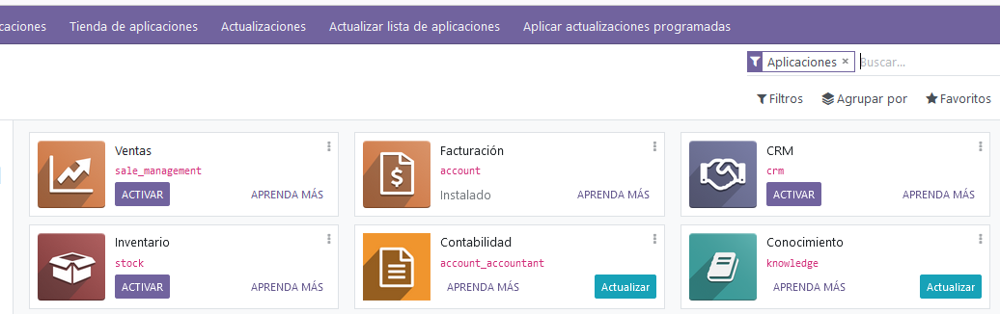 caciones Tienda de aplicaciones Actualizaciones Actualizar lista de aplicaciones Aplicar actualizaciones programadas
Aplicaciones × Buscar...
Filtros Agrupar por Favoritos
Ventas
sale_management
ACTIVAR APRENDA MÁS
Facturación
account
Instalado APRENDA MÁS
CRM
crm
ACTIVAR APRENDA MÁS
Inventario
stock
ACTIVAR APRENDA MÁS
Contabilidad
account_accountant
APRENDA MÁS Actualizar
Conocimiento
knowledge
APRENDA MÁS Actualizar